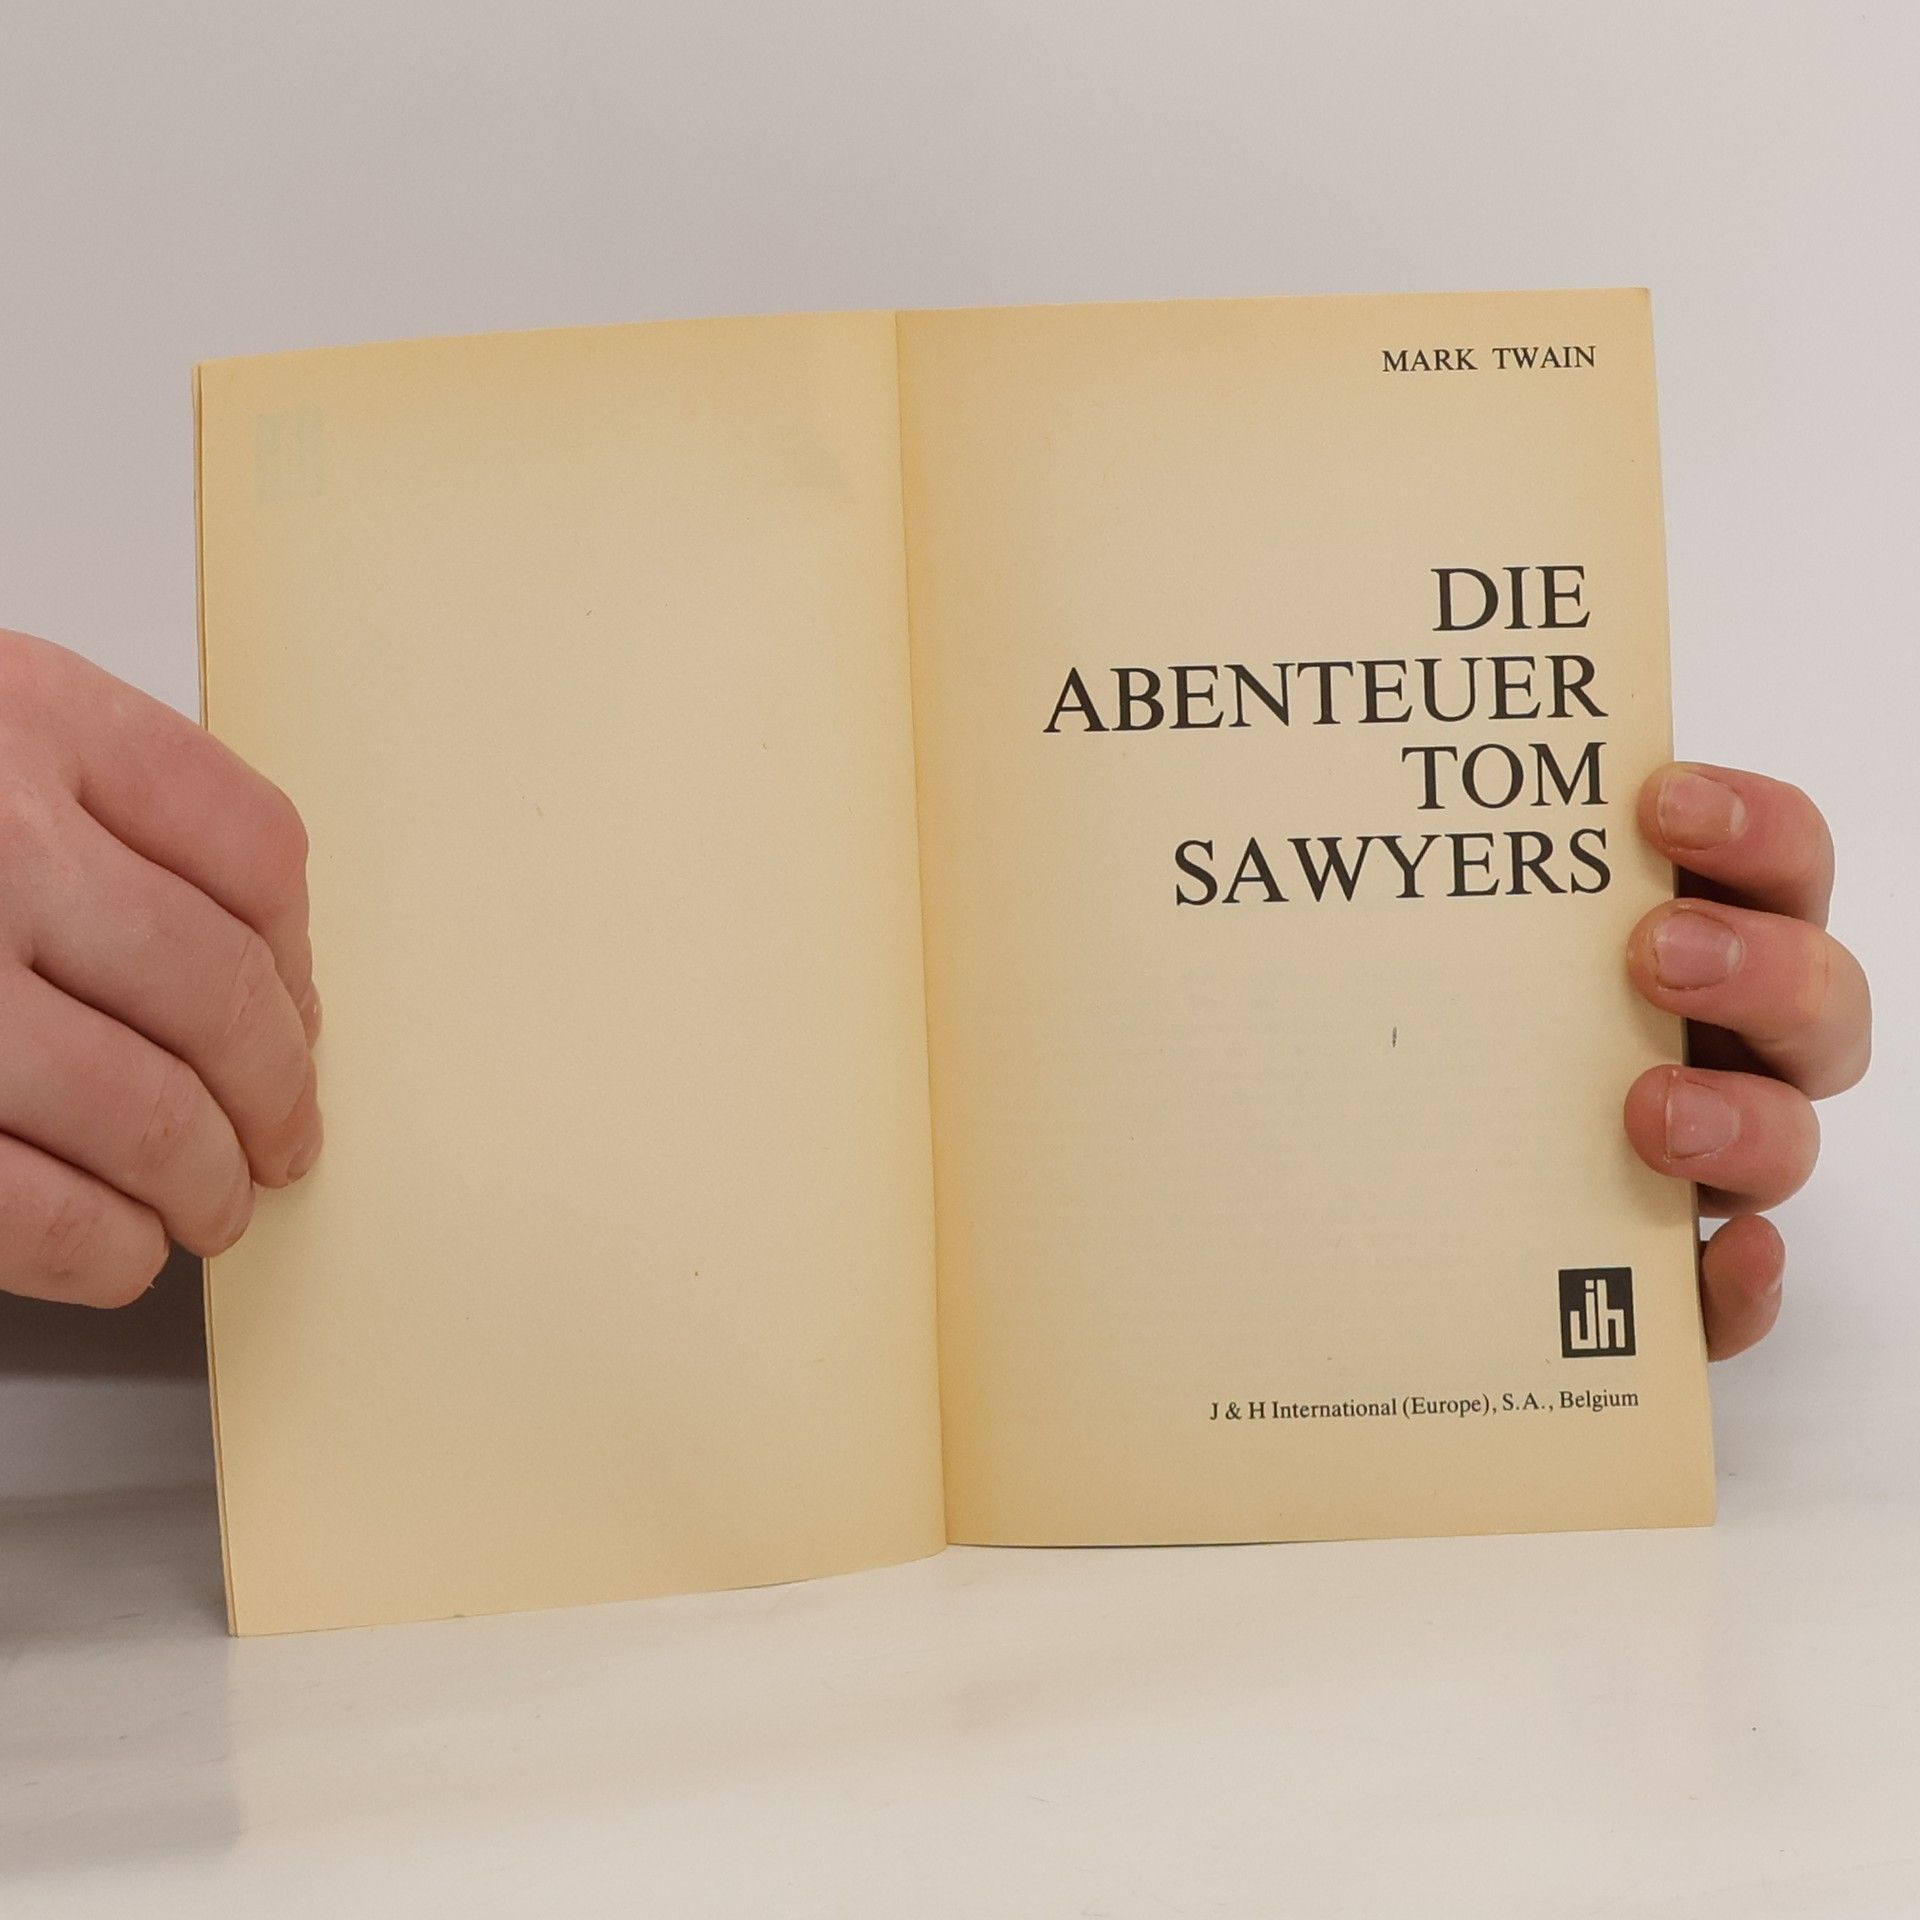 MARK TWAIN
DIE
ABENTEUER
TOM
SAWYERS
jh
J & H International (Europe), S.A., Belgium